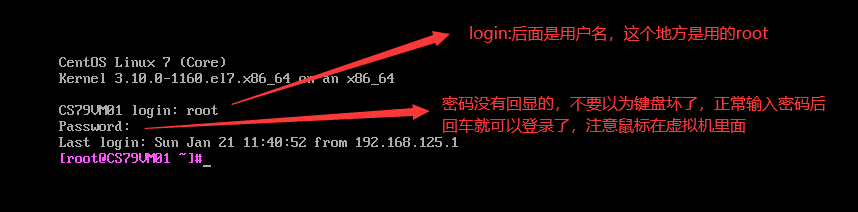 login:后面是用户名，这个地方是用的root
CentOS Linux 7 (Core)
Kernel 3.10.0-1160.el7.x86_64 on an x86_64
CS79VM01 login: root
密码没有回显的，不要以为键盘坏了，正常输入密码后
Password:
回车就可以登录了，注意鼠标在虚拟机里面
Last login: Sun Jan 21 11:40:52 from 192.168.125.1
[root@CS79VM01 ~]#_